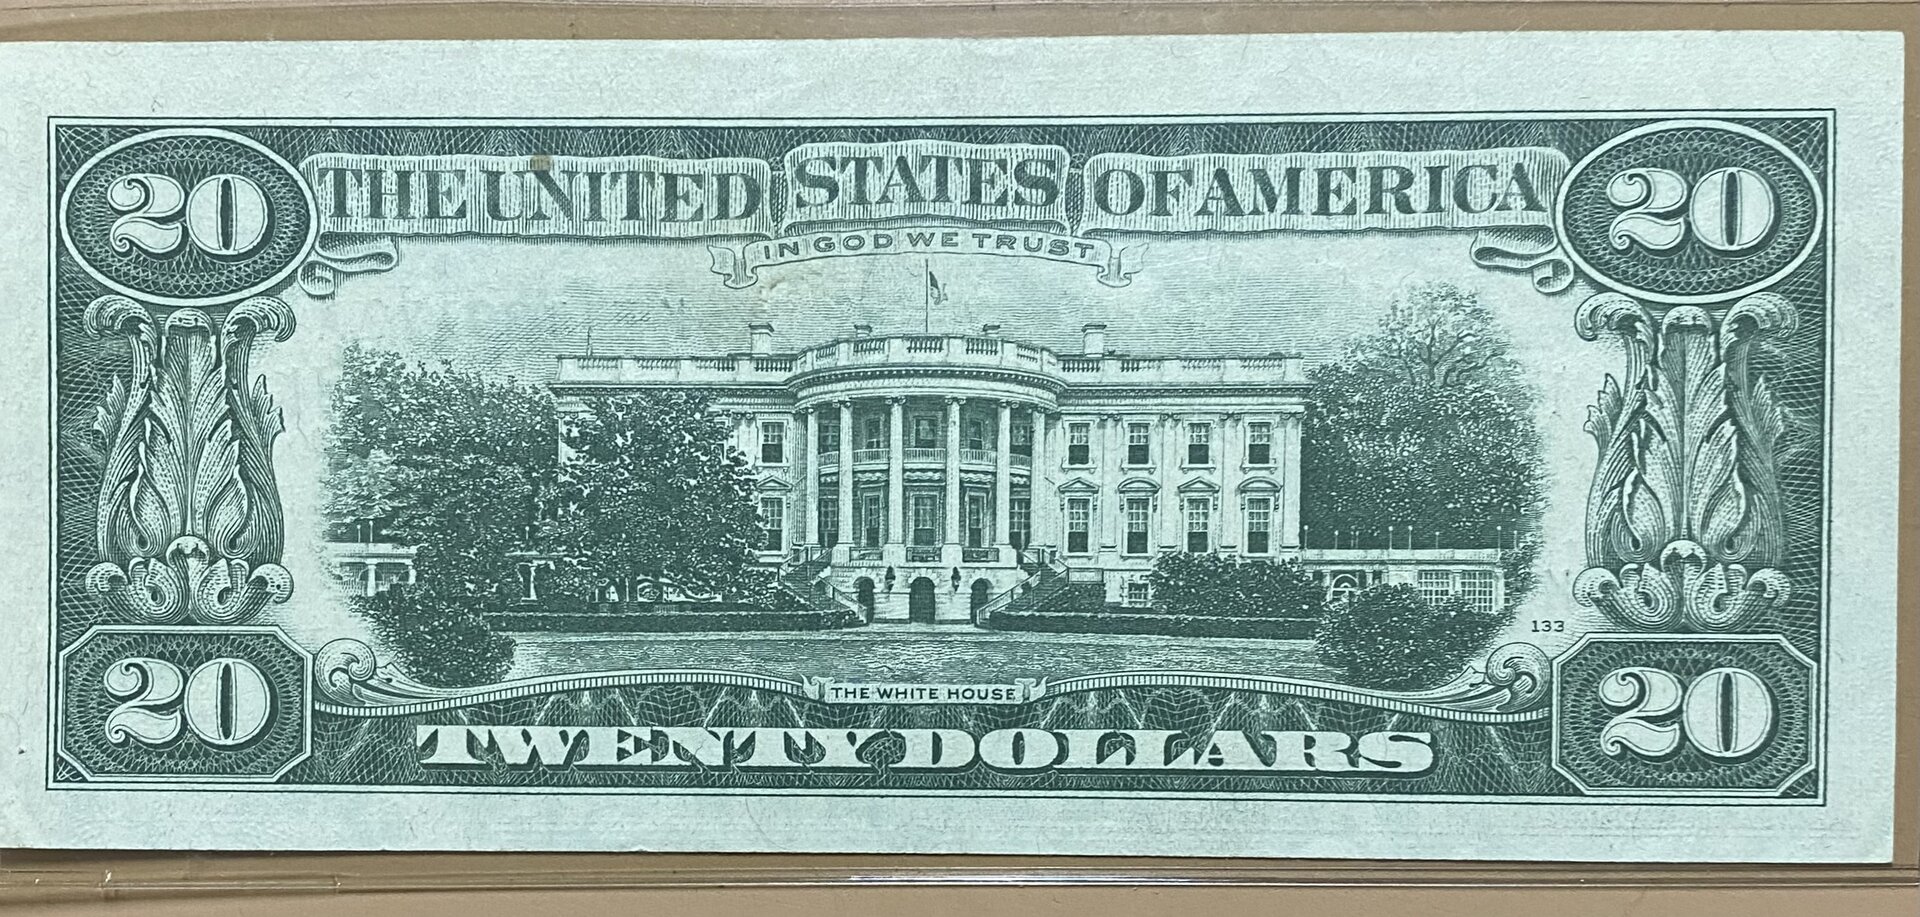 20 THE UNITED STATES OF AMERICA 20
IN GOD WE TRUST
133
THE WHITE HOUSE
20 TWENTY DOLLARS 20